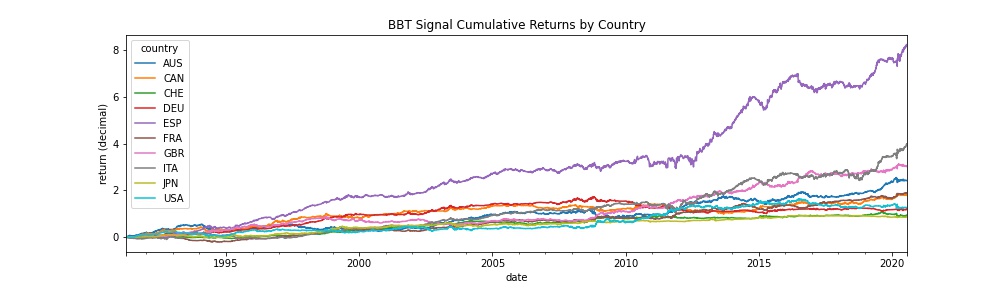 BBT Signal Cumulative Returns by Country
country
AUS
CAN
CHE
DEU
ESP
FRA
GBR
ITA
JPN
USA
return (decimal)
8
6
4
2
0
1995
2000
2005
2010
2015
2020
date